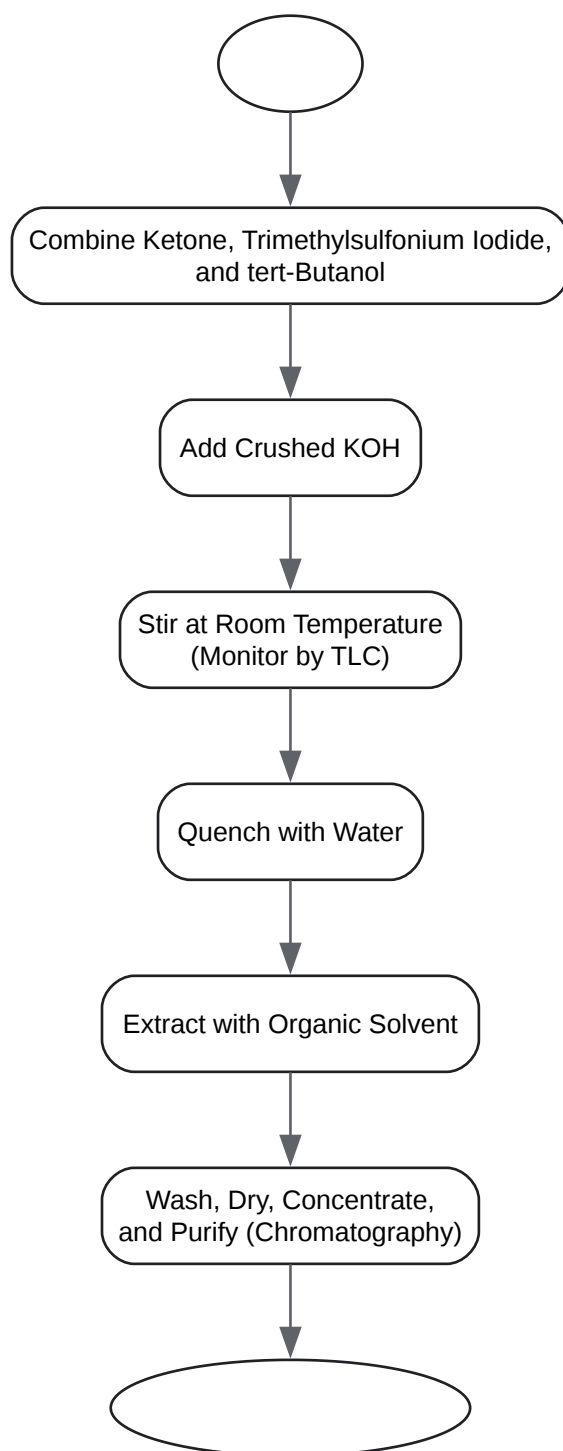 Combine Ketone, Trimethylsulfonium Iodide,
and tert-Butanol
Add Crushed KOH
Stir at Room Temperature
(Monitor by TLC)
Quench with Water
Extract with Organic Solvent
Wash, Dry, Concentrate,
and Purify (Chromatography)